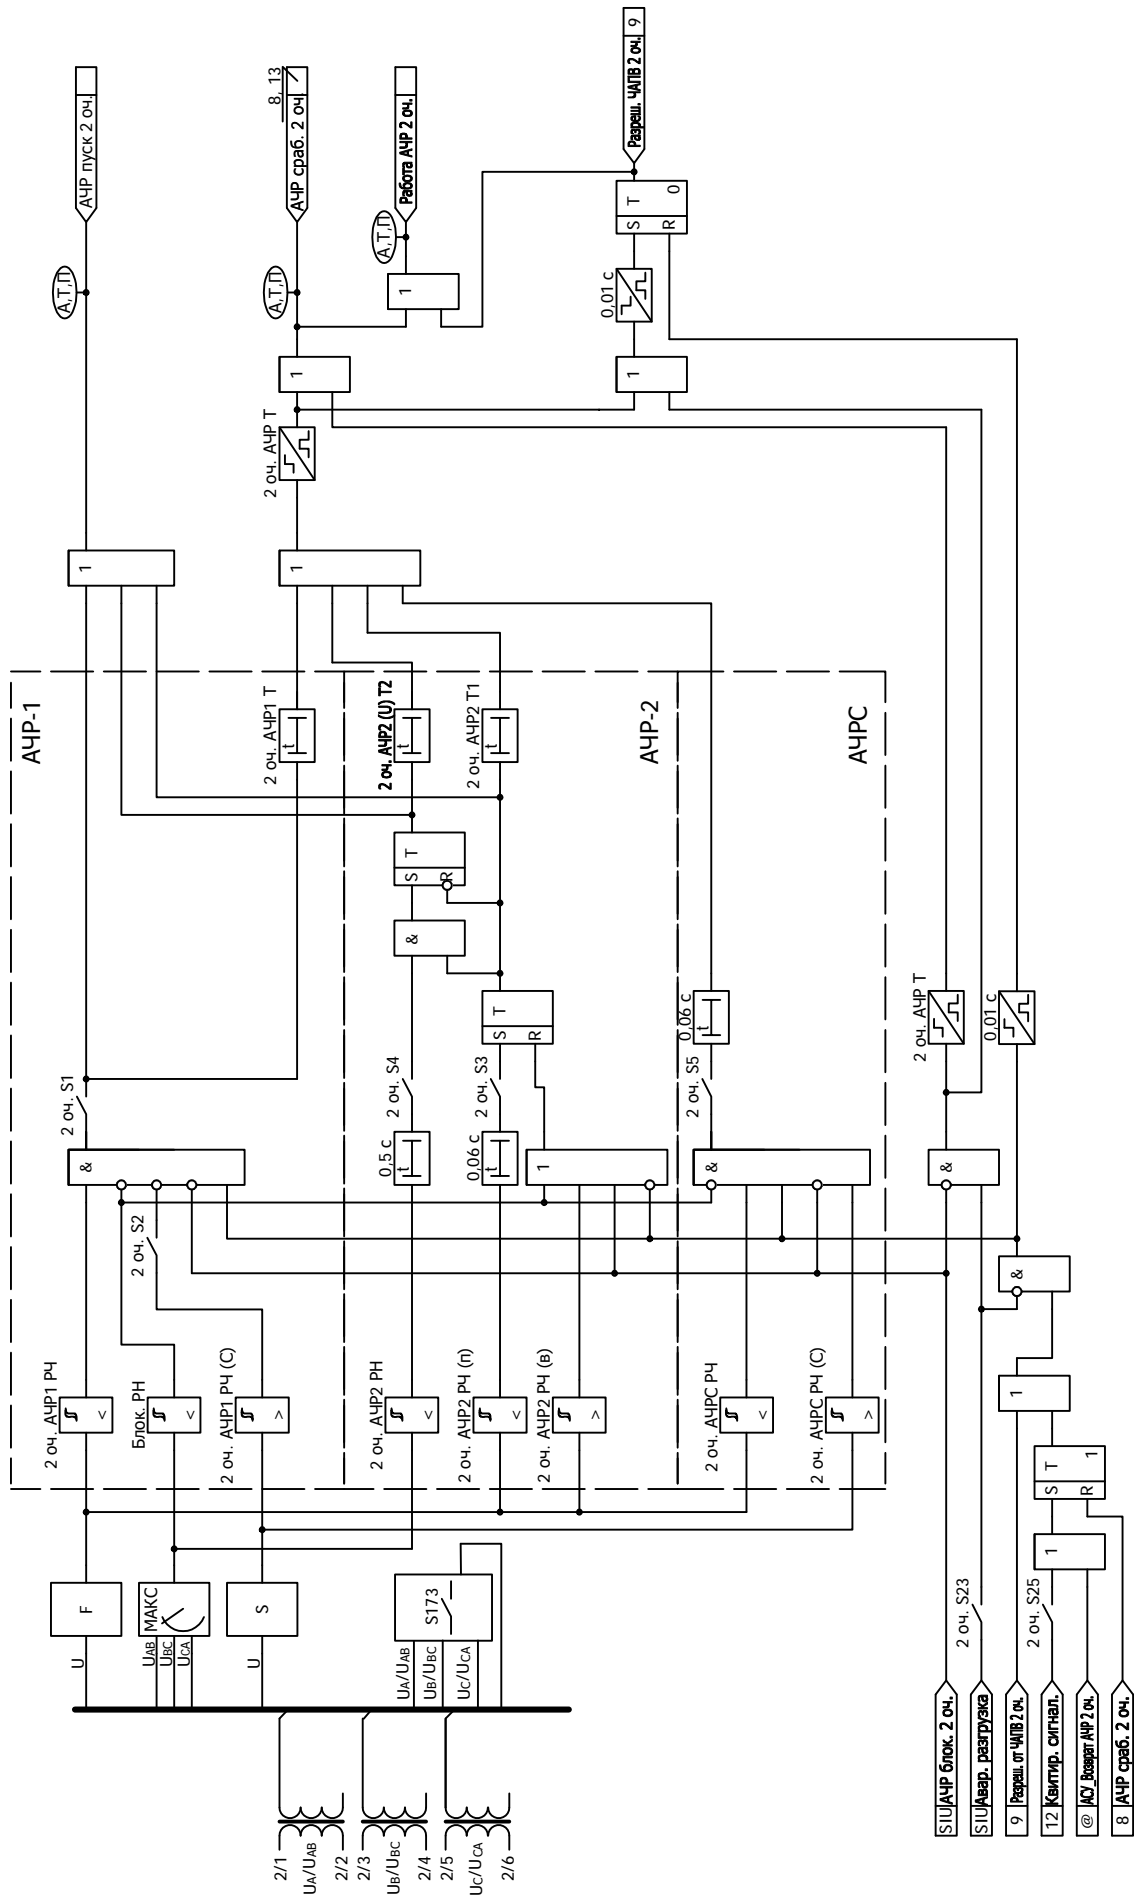 2/1
UA/UAB
2/2
2/3
UB/UBC
2/4
2/5
UC/UCA
2/6
U
F
UAB
UBC
UCA
МАКС
U
S
UA/UAB
UB/UBC
UC/UCA
S173
АЧР-1
2 оч. АЧР1 РЧ
<
Блок. РН
<
2 оч. АЧР1 РЧ (С)
>
2 оч. S2
&
2 оч. S1
2 оч. АЧР1 Т
t
1
А,Т,П
АЧР пуск 2 оч.
АЧР-2
2 оч. АЧР2 РН
<
2 оч. АЧР2 РЧ (п)
<
2 оч. АЧР2 РЧ (в)
>
0,5 с
t
2 оч. S4
0,06 с
t
2 оч. S3
1
S
T
R
&
S
T
R
2 оч. АЧР2 (U) Т2
t
2 оч. АЧР2 Т1
t
1
2 оч. АЧР Т
1
А,Т,П
АЧР сраб. 2 оч.
8, 13
1
А,Т,П
Работа АЧР 2 оч.
АЧРС
2 оч. АЧРС РЧ
<
2 оч. АЧРС РЧ (С)
>
&
2 оч. S5
0,06 с
t
1
0,01 с
S
T
R
0
Разреш. ЧАПВ 2 оч.
9
SIU
АЧР блок. 2 оч.
SIU
Авар. разгрузка
2 оч. S23
9
Разреш. от ЧАПВ 2 оч.
12
Квитир. сигнал.
2 оч. S25
@
АСУ_Возврат АЧР 2 оч.
8
АЧР сраб. 2 оч.
1
S
T
R
1
1
&
&
2 оч. АЧР Т
0,01 с